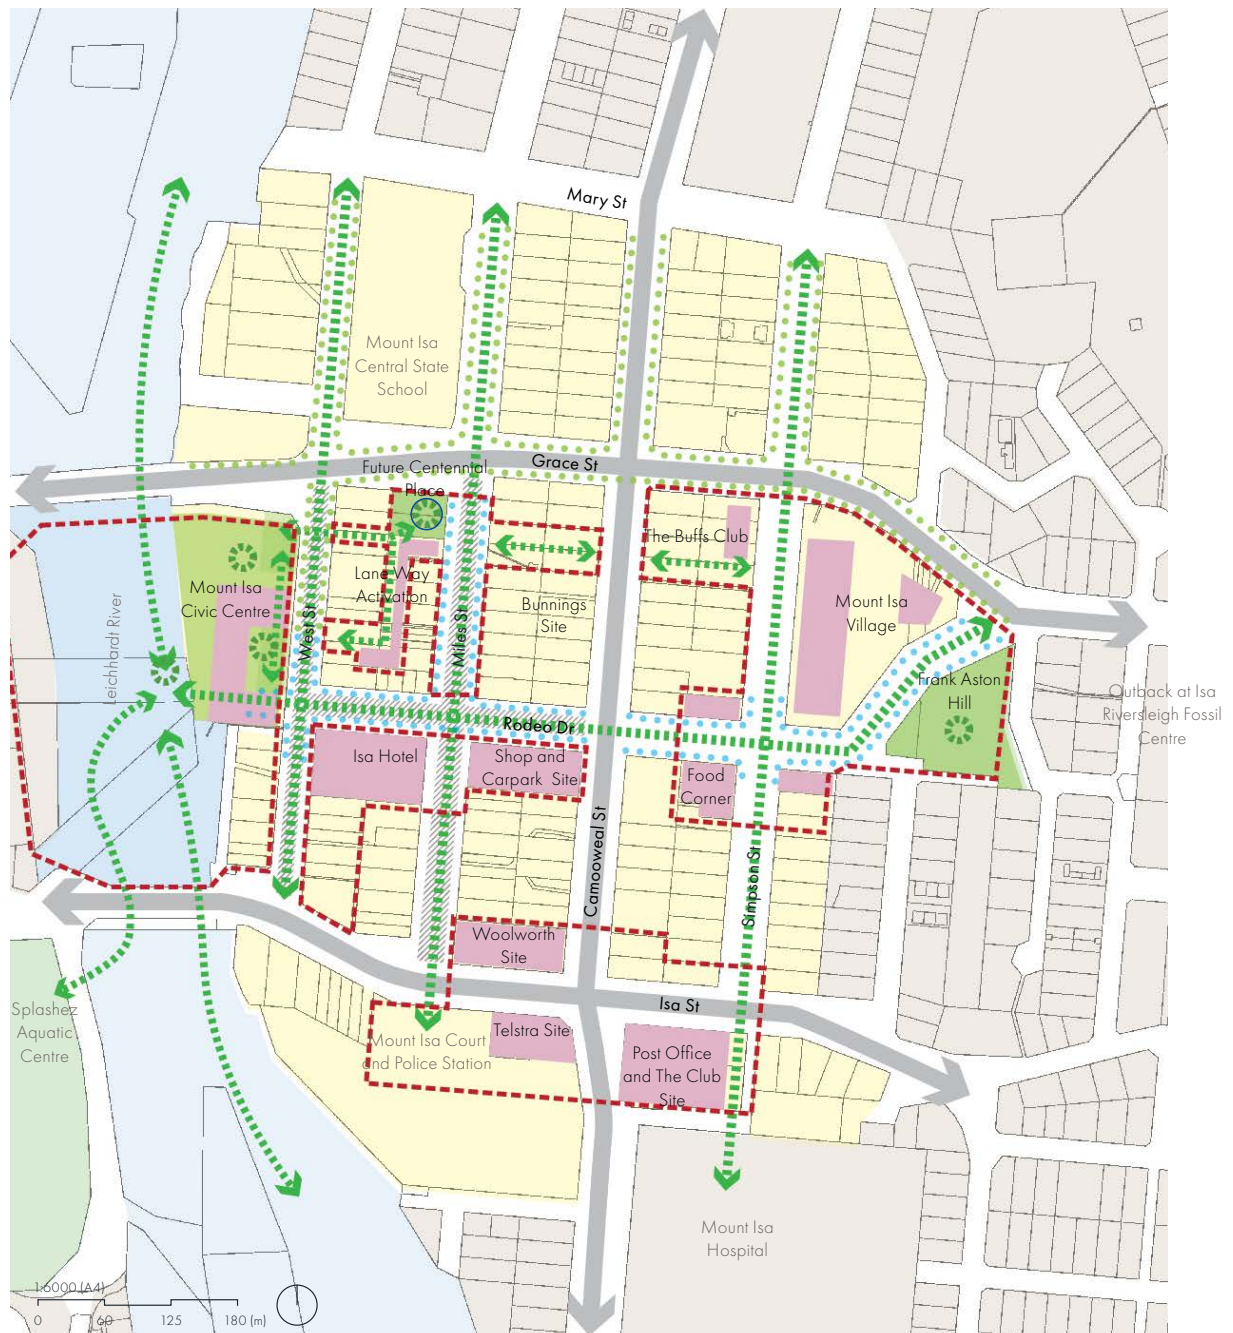 Mary St
Mount Isa
Central State
School
Grace St
Future Centennial
Place
The Buffs Club
Lane Way
Activation
Mount Isa
Civic Centre
Leichhardt River
West St
Miles St
Bunnings
Site
Mount Isa
Village
Frank Aston
Hill
Outback at Isa
Riversleigh Fossil
Centre
Rodeo Dr
Isa Hotel
Shop and
Carpark Site
Food
Corner
Camooweal St
Simpson St
Woolworth
Site
Isa St
Splashez
Aquatic
Centre
Telstra Site
Mount Isa Court
and Police Station
Post Office
and The Club
Site
Mount Isa
Hospital
1:6000 (A4)
0 60 125 180 (m)